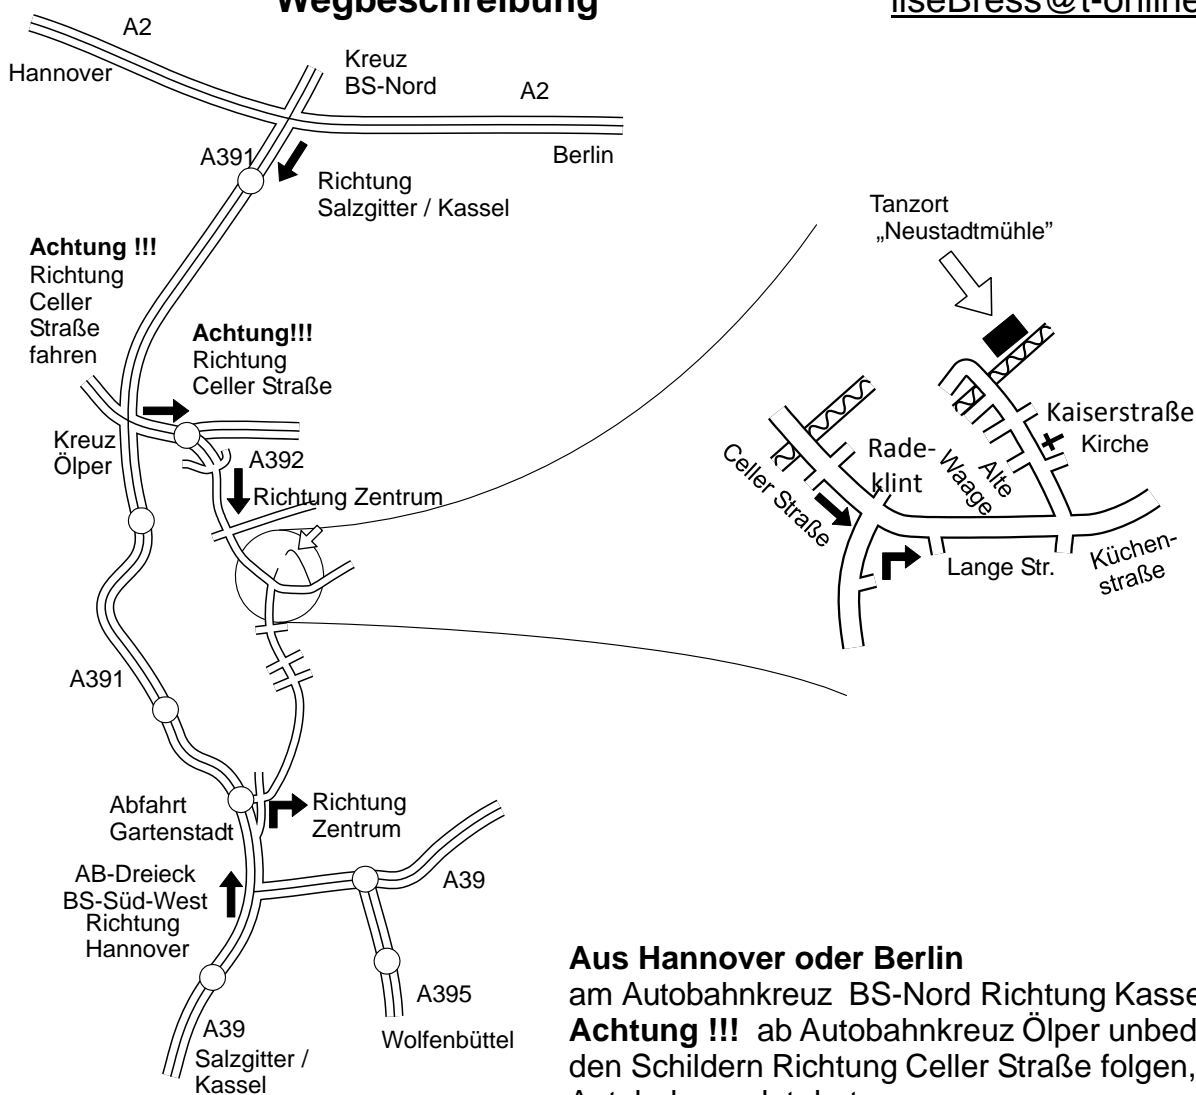 Wegbeschreibung
A2
Hannover
Kreuz
BS-Nord
A2
Berlin
A391
Richtung
Salzgitter / Kassel
Achtung !!!
Richtung
Celler
Straße
fahren
Achtung!!!
Richtung
Celler Straße
Kreuz
Ölper
A392
Richtung Zentrum
A391
Abfahrt
Gartenstadt
Richtung
Zentrum
AB-Dreieck
BS-Süd-West
Richtung
Hannover
A39
A395
Wolfenbüttel
A39
Salzgitter /
Kassel
Tanzort
„Neustadtmühle”
Kaiserstraße
Kirche
Rade-
klint
Alte
Waage
Celler Straße
Lange Str.
Küchen-
straße
Aus Hannover oder Berlin
am Autobahnkreuz BS-Nord Richtung Kasse
Achtung !!! ab Autobahnkreuz Ölper unbed
den Schildern Richtung Celler Straße folgen,